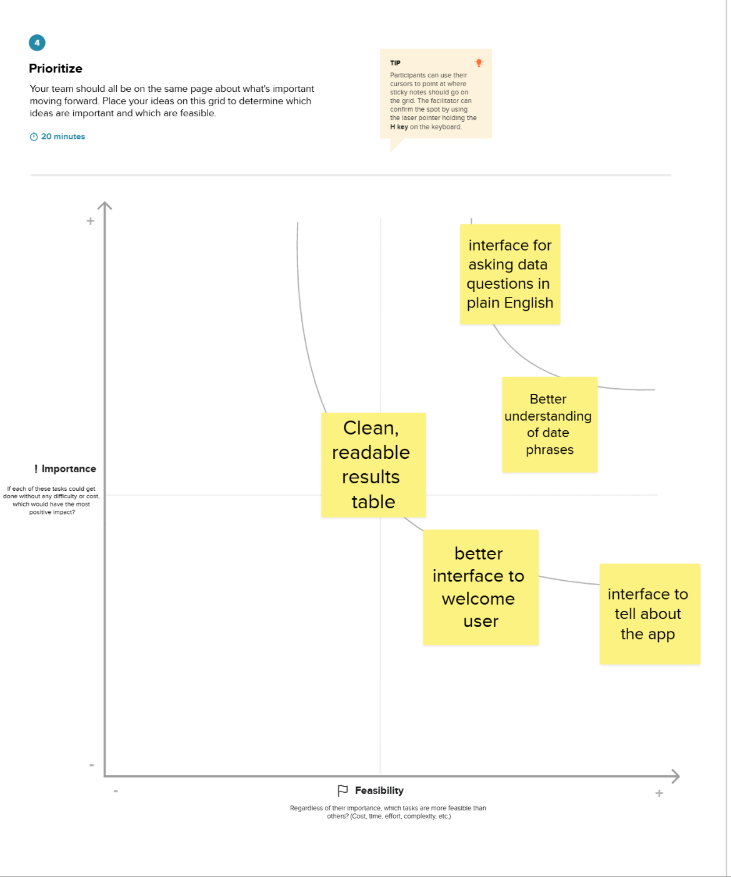 4
Prioritize
Your team should all be on the same page about what's important
moving forward. Place your ideas on this grid to determine which
ideas are important and which are feasible.
20 minutes
TIP
Participants can use their
cursors to point at where
sticky notes should go on
the grid. The facilitator can
confirm the spot by using
the laser pointer holding the
H key on the keyboard.
+
interface for
asking data
questions in
plain English
Better
understanding
of date
phrases
Clean,
readable
results
table
Importance
If each of these tasks could get
done without any difficulty or cost,
which would have the most
positive impact?
better
interface to
welcome
user
interface to
tell about
the app
-
-
Feasibility
+
Regardless of their importance, which tasks are more feasible than
others? (Cost, time, effort, complexity, etc.)